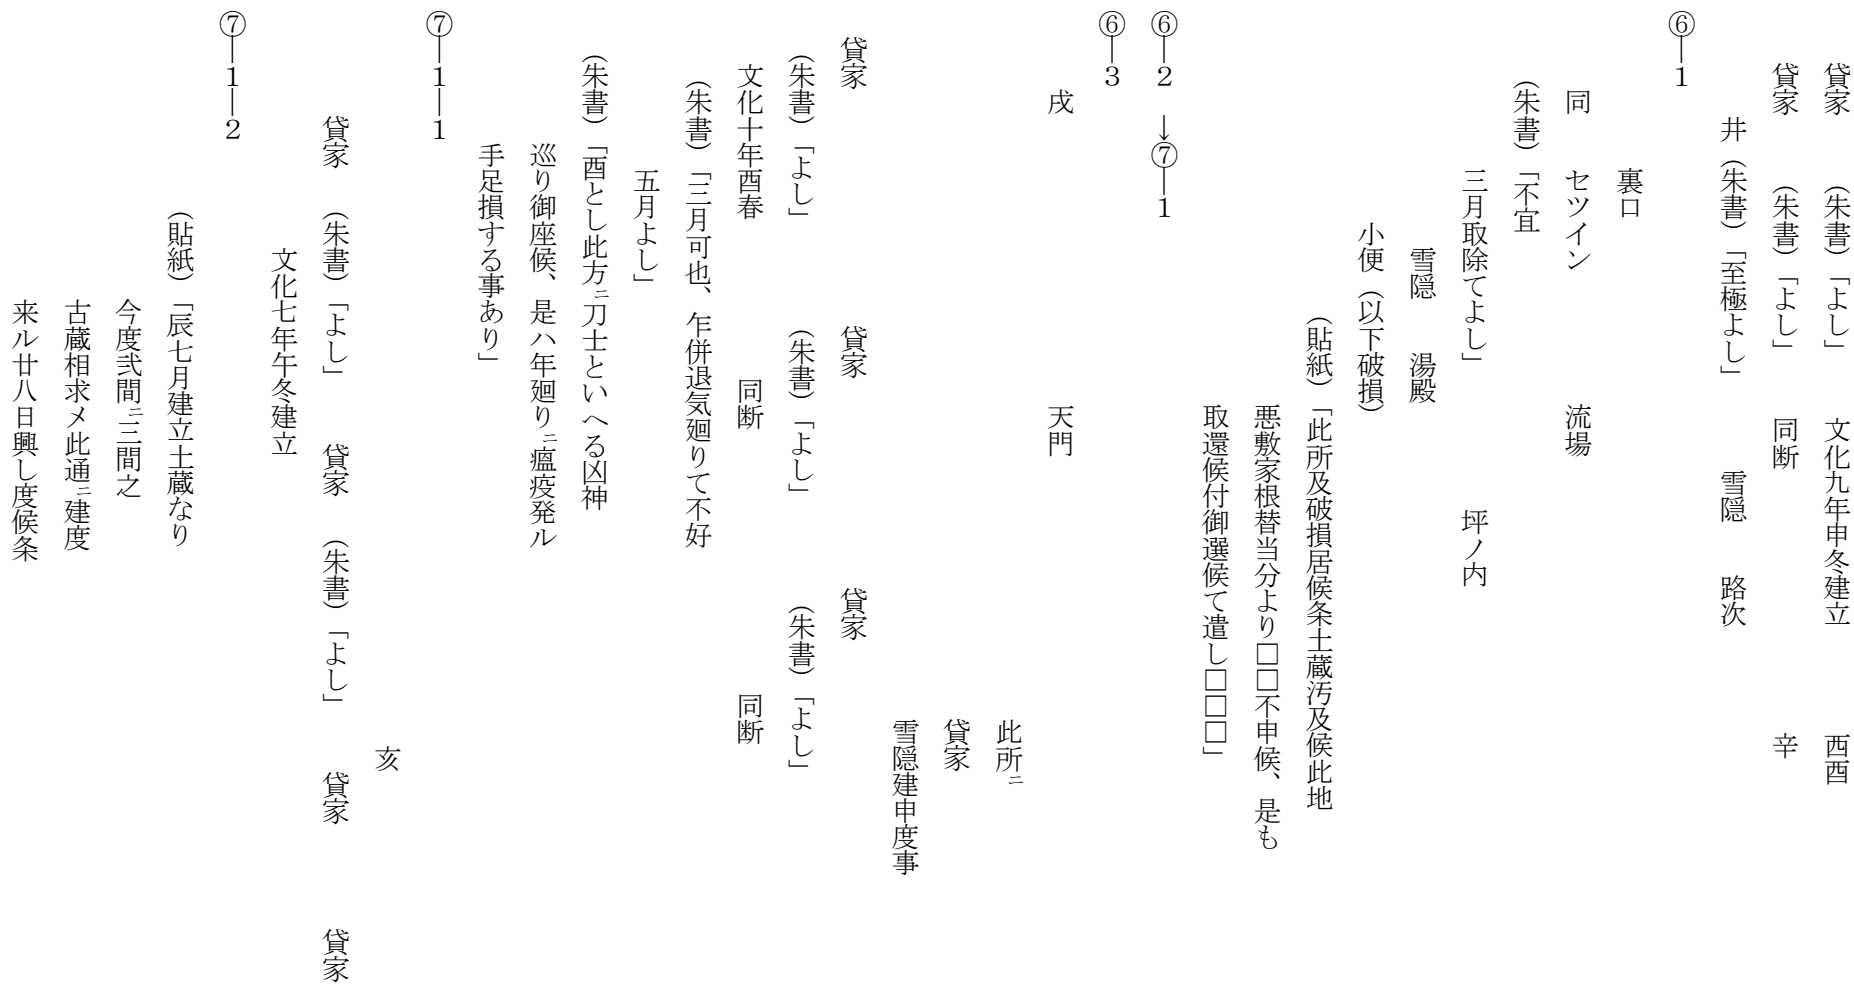 貸家　（朱書）「よし」　文化九年申冬建立　　酉酉
貸家　（朱書）「よし」　同断　　辛
井（朱書）「至極よし」　雪隠　路次
⑥―1
裏口
同　セツイン　　流場
（朱書）「不宜
三月取除てよし」　　坪ノ内
雪隠　湯殿
小便（以下破損）
（貼紙）「此所及破損居候条土蔵汚及候此地
悪敷家根替当分より□□不申候、是も
取還候付御選候て遣し□□□」
⑥―2　→⑦―1
⑥―3
戌　　天門
此所ニ
貸家
雪隠建申度事
貸家　　貸家　　貸家
（朱書）「よし」　　（朱書）「よし」　　（朱書）「よし」
文化十年酉春　　同断　　同断
（朱書）「三月可也、乍併退気廻りて不好
五月よし」
（朱書）「酉とし此方ニ刀士といへる凶神
巡り御座候、是ハ年廻りニ瘟疫発ル
手足損する事あり」
⑦―1―1
亥
貸家　（朱書）「よし」　貸家　（朱書）「よし」　貸家　　貸家
文化七年午冬建立
⑦―1―2
（貼紙）「辰七月建立土蔵なり
今度弐間ニ三間之
古蔵相求メ此通ニ建度
来ル廿八日興し度候条